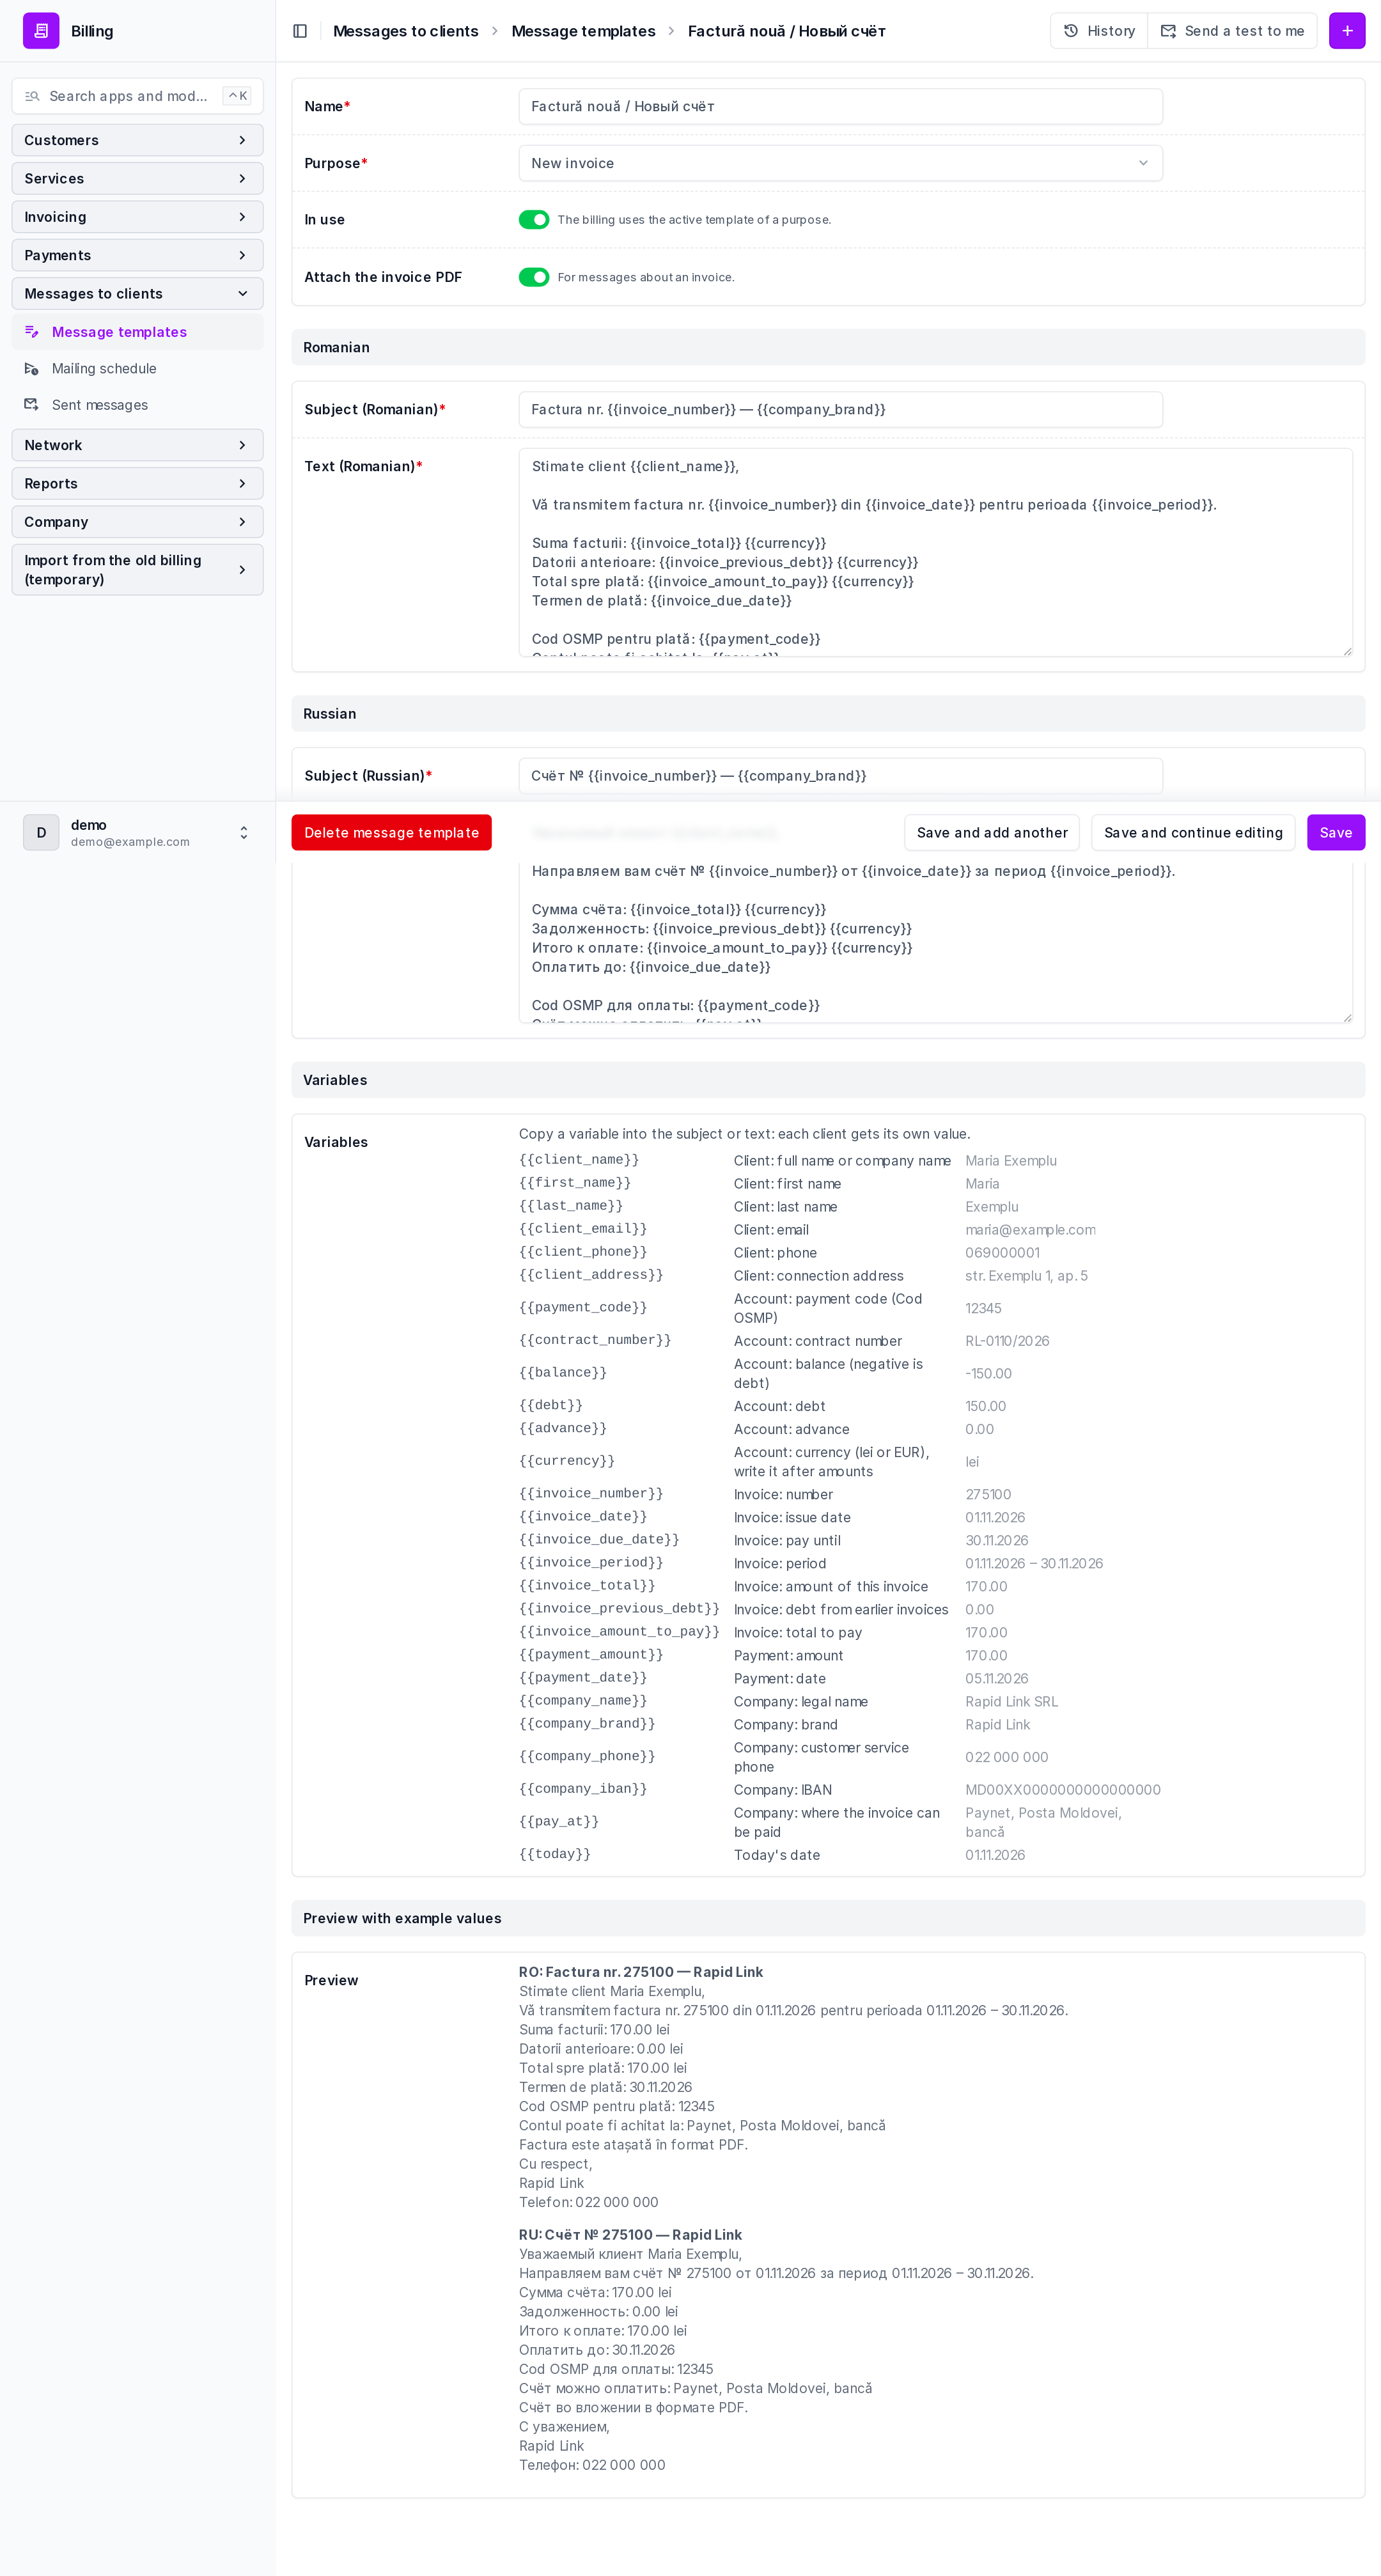 Billing
Messages to clients > Message templates > Factură nouă / Новый счёт
History
Send a test to me
Search apps and mod...
^ K
Customers
Services
Invoicing
Payments
Messages to clients
Message templates
Mailing schedule
Sent messages
Network
Reports
Company
Import from the old billing
(temporary)
demo
D
demo@example.com
Name*
Factură nouă / Новый счёт
Purpose*
New invoice
In use
The billing uses the active template of a purpose.
Attach the invoice PDF
For messages about an invoice.
Romanian
Subject (Romanian)*
Factura nr. {{invoice_number}} — {{company_brand}}
Text (Romanian)*
Stimate client {{client_name}},
Vă transmitem factura nr. {{invoice_number}} din {{invoice_date}} pentru perioada {{invoice_period}}.
Suma facturii: {{invoice_total}} {{currency}}
Datorii anterioare: {{invoice_previous_debt}} {{currency}}
Total spre plată: {{invoice_amount_to_pay}} {{currency}}
Termen de plată: {{invoice_due_date}}
Cod OSMP pentru plată: {{payment_code}}
Russian
Subject (Russian)*
Счёт № {{invoice_number}} — {{company_brand}}
Delete message template
Save and add another
Save and continue editing
Save
Направляем вам счёт № {{invoice_number}} от {{invoice_date}} за период {{invoice_period}}.
Сумма счёта: {{invoice_total}} {{currency}}
Задолженность: {{invoice_previous_debt}} {{currency}}
Итого к оплате: {{invoice_amount_to_pay}} {{currency}}
Оплатить до: {{invoice_due_date}}
Cod OSMP для оплаты: {{payment_code}}
Variables
Variables
Copy a variable into the subject or text: each client gets its own value.
{{client_name}} Client: full name or company name Maria Exemplu
{{first_name}} Client: first name Maria
{{last_name}} Client: last name Exemplu
{{client_email}} Client: email maria@example.com
{{client_phone}} Client: phone 069000001
{{client_address}} Client: connection address str. Exemplu 1, ap. 5
{{payment_code}} Account: payment code (Cod
OSMP) 12345
{{contract_number}} Account: contract number RL-0110/2026
{{balance}} Account: balance (negative is
debt) -150.00
{{debt}} Account: debt 150.00
{{advance}} Account: advance 0.00
{{currency}} Account: currency (lei or EUR),
write it after amounts lei
{{invoice_number}} Invoice: number 275100
{{invoice_date}} Invoice: issue date 01.11.2026
{{invoice_due_date}} Invoice: pay until 30.11.2026
{{invoice_period}} Invoice: period 01.11.2026 – 30.11.2026
{{invoice_total}} Invoice: amount of this invoice 170.00
{{invoice_previous_debt}} Invoice: debt from earlier invoices 0.00
{{invoice_amount_to_pay}} Invoice: total to pay 170.00
{{payment_amount}} Payment: amount 170.00
{{payment_date}} Payment: date 05.11.2026
{{company_name}} Company: legal name Rapid Link SRL
{{company_brand}} Company: brand Rapid Link
{{company_phone}} Company: customer service
phone 022 000 000
{{company_iban}} Company: IBAN MD00XX0000000000000000
{{pay_at}} Company: where the invoice can
be paid Paynet, Posta Moldovei,
bancă
{{today}} Today's date 01.11.2026
Preview with example values
Preview
RO: Factura nr. 275100 — Rapid Link
Stimate client Maria Exemplu,
Vă transmitem factura nr. 275100 din 01.11.2026 pentru perioada 01.11.2026 – 30.11.2026.
Suma facturii: 170.00 lei
Datorii anterioare: 0.00 lei
Total spre plată: 170.00 lei
Termen de plată: 30.11.2026
Cod OSMP pentru plată: 12345
Contul poate fi achitat la: Paynet, Posta Moldovei, bancă
Factura este atașată în format PDF.
Cu respect,
Rapid Link
Telefon: 022 000 000
RU: Счёт № 275100 — Rapid Link
Уважаемый клиент Maria Exemplu,
Направляем вам счёт № 275100 от 01.11.2026 за период 01.11.2026 – 30.11.2026.
Сумма счёта: 170.00 lei
Задолженность: 0.00 lei
Итого к оплате: 170.00 lei
Оплатить до: 30.11.2026
Cod OSMP для оплаты: 12345
Счёт можно оплатить: Paynet, Posta Moldovei, bancă
Счёт во вложении в формате PDF.
С уважением,
Rapid Link
Телефон: 022 000 000